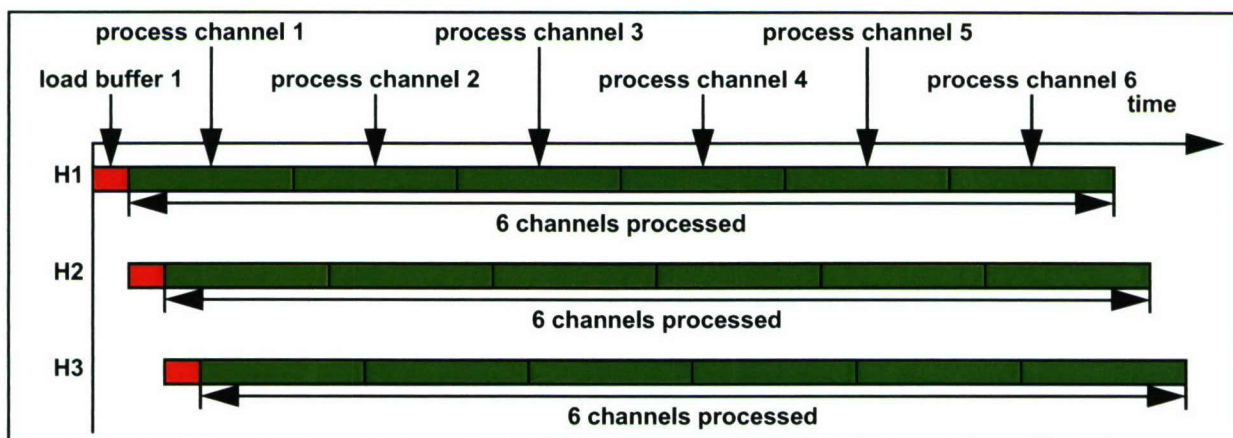 process channel 1
process channel 3
process channel 5
load buffer 1
process channel 2
process channel 4
process channel 6
time
H1
6 channels processed
H2
6 channels processed
H3
6 channels processed